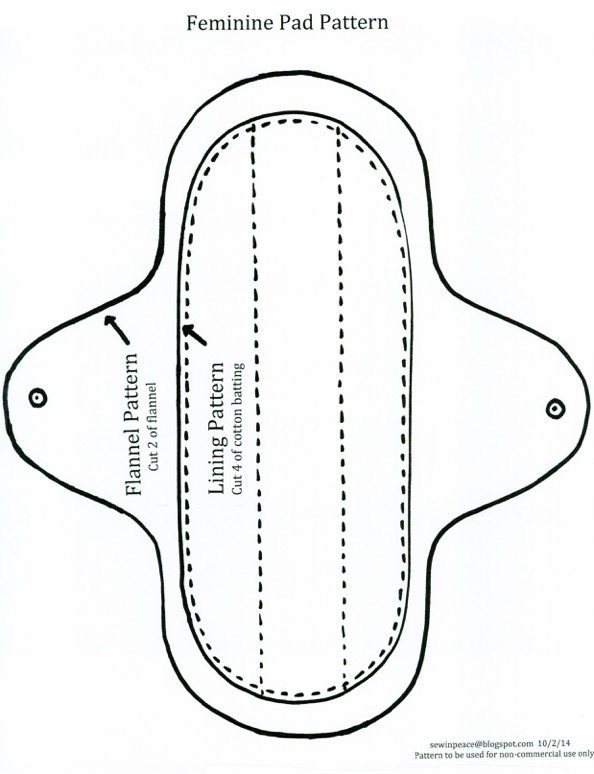 Feminine Pad Pattern
Flannel Pattern
Cut 2 of flannel
Lining Pattern
Cut 4 of cotton batting
sewinpeace@blogspot.com 10/2/14
Pattern to be used for non-commercial use only